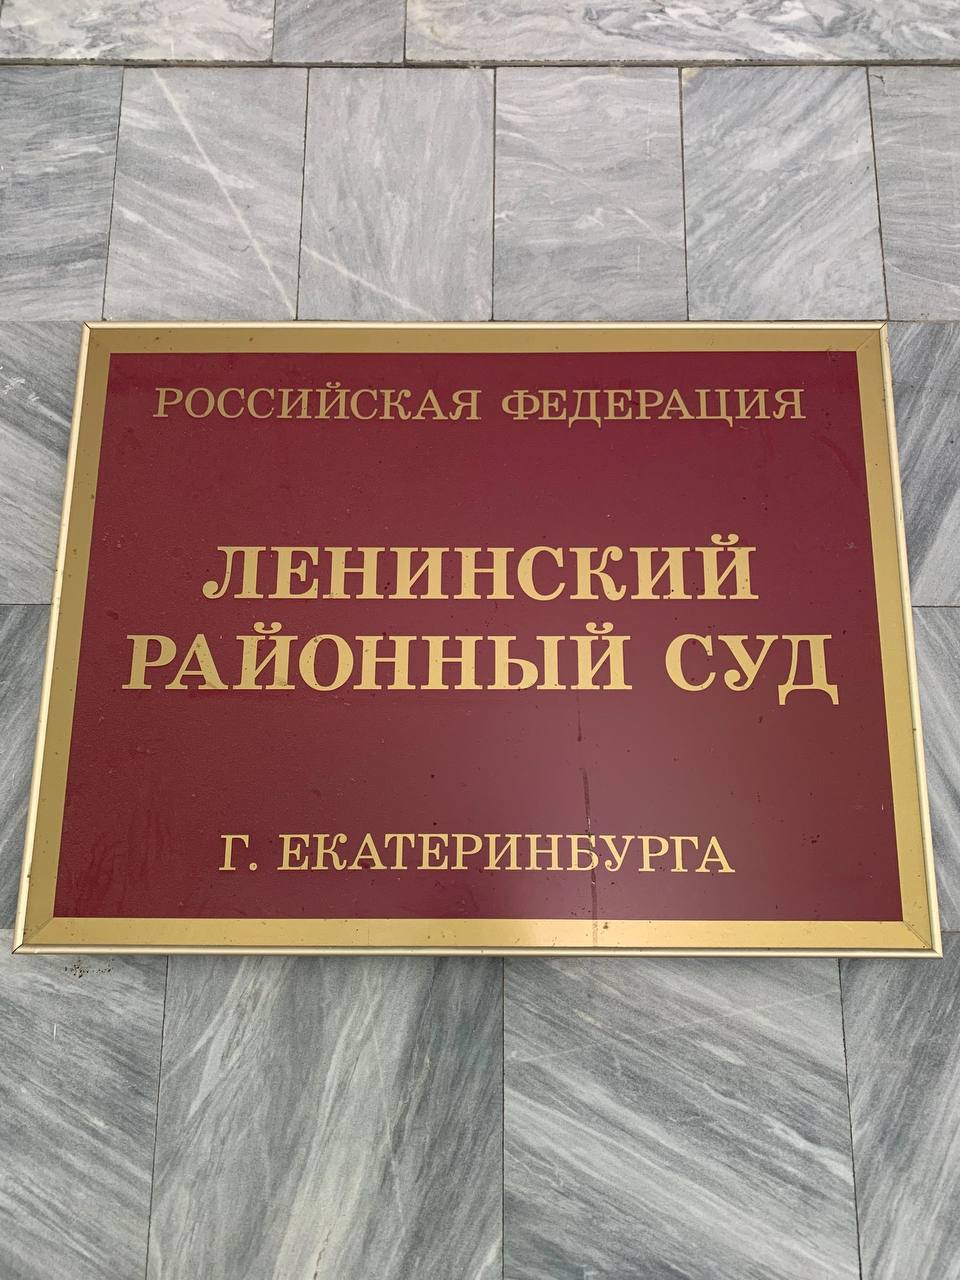 РОССИЙСКАЯ ФЕДЕРАЦИЯ
ЛЕНИНСКИЙ
РАЙОННЫЙ СУД
Г. ЕКАТЕРИНБУРГА